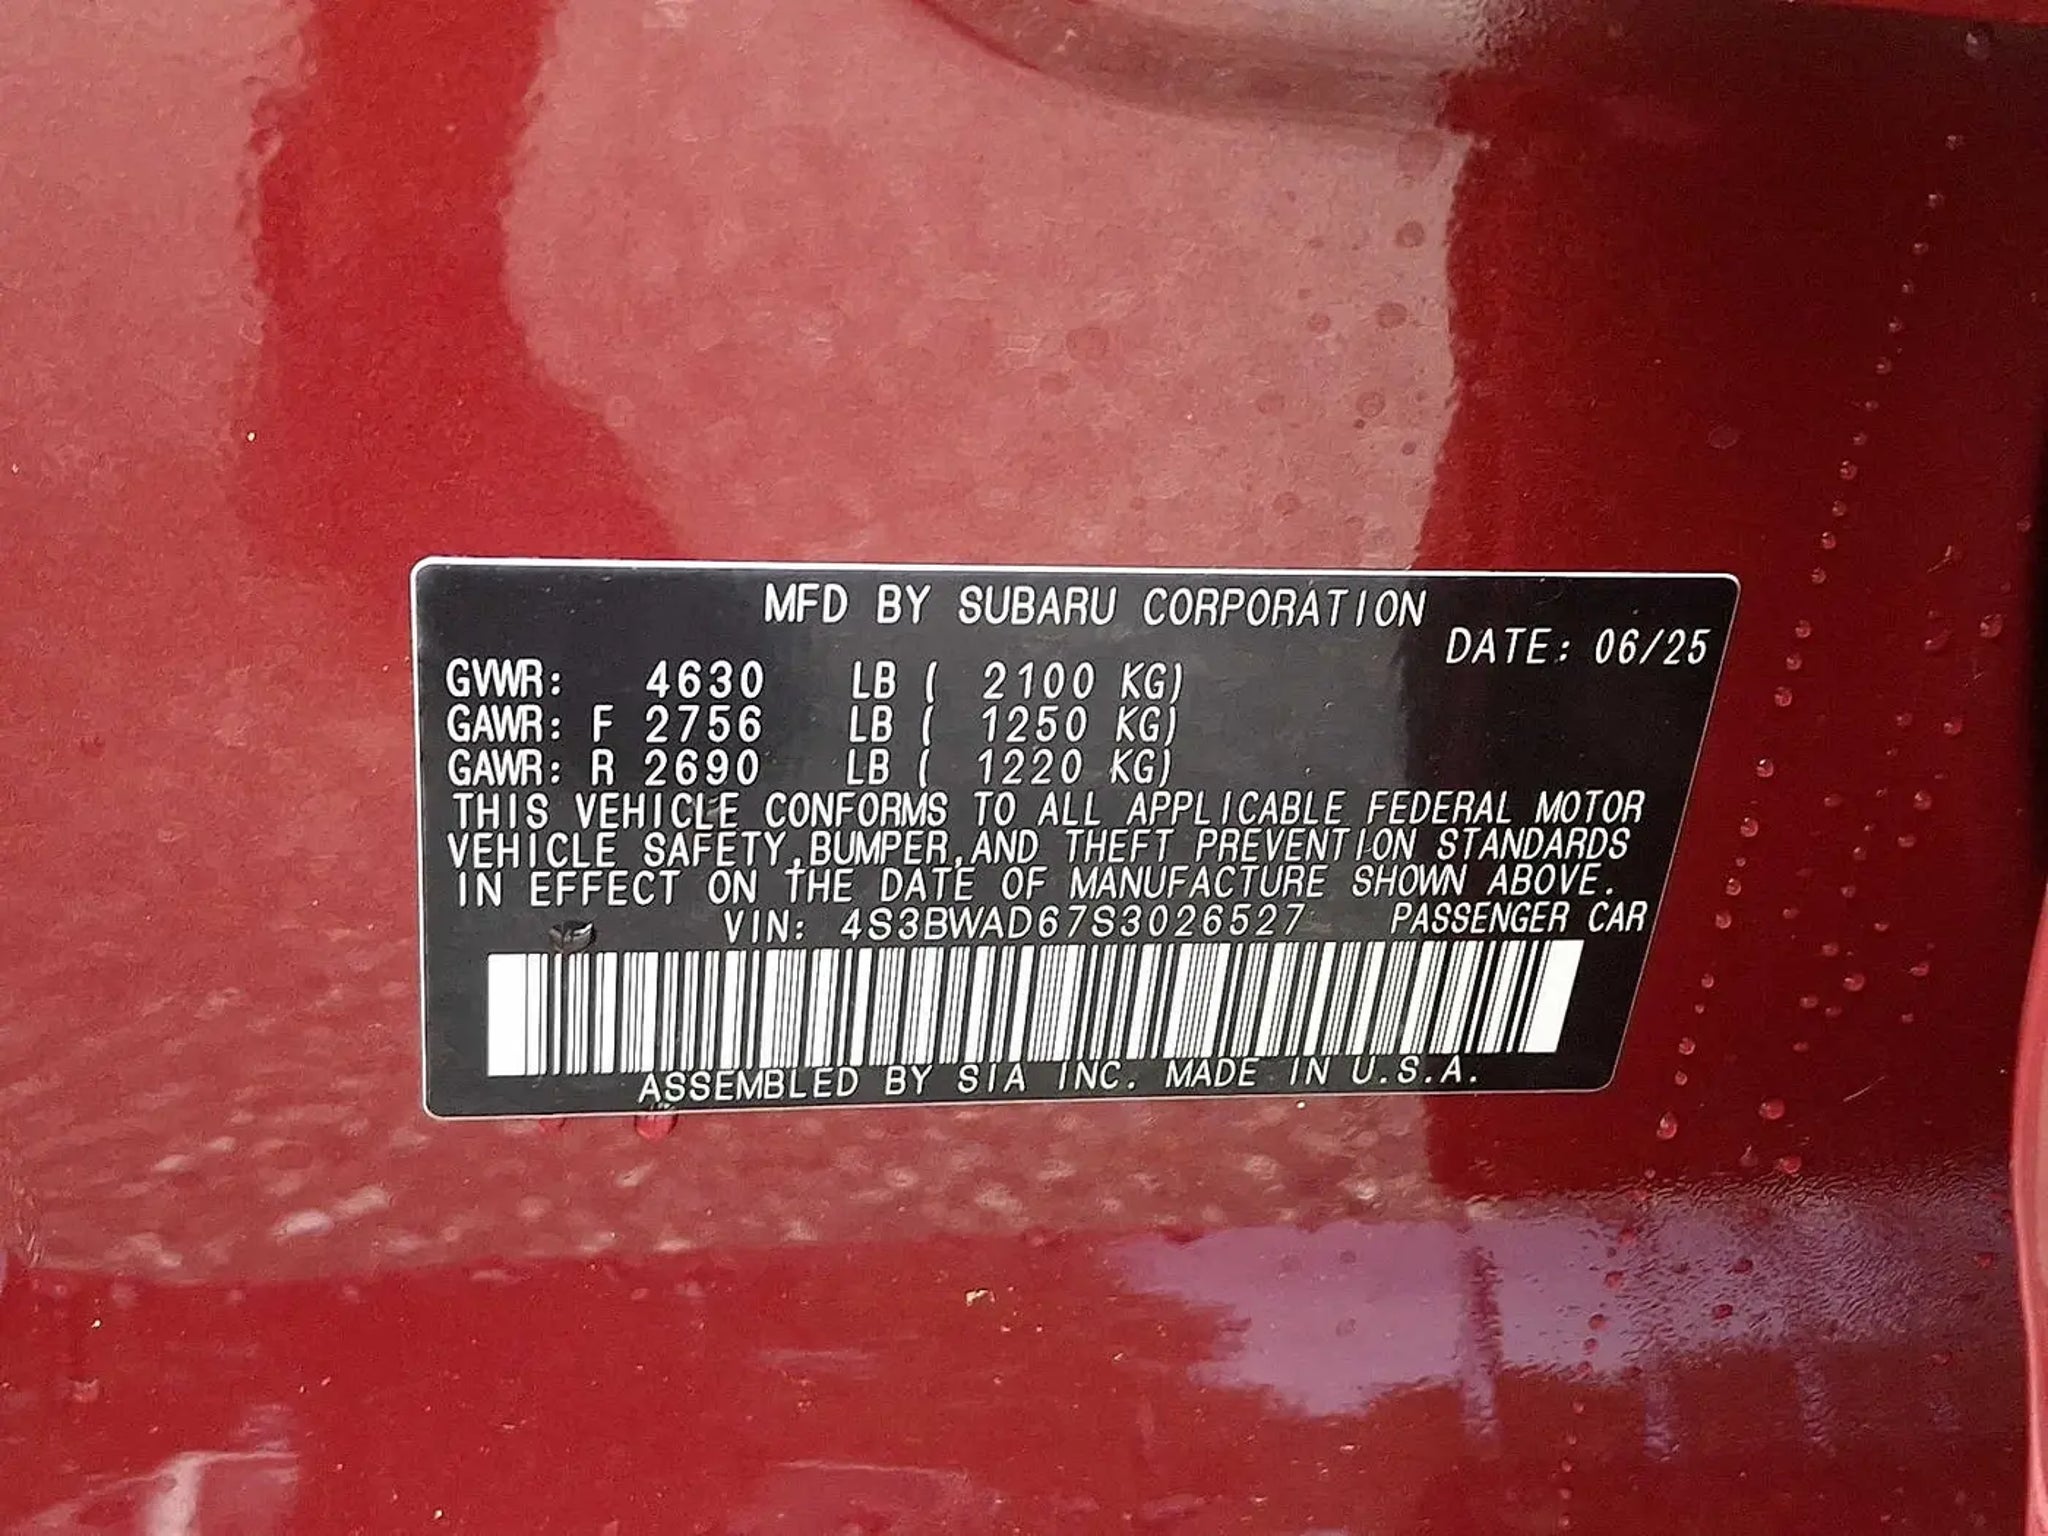 MFD BY SUBARU CORPORATION
DATE: 06/25
GVWR: 4630 LB ( 2100 KG)
GAWR: F 2756 LB ( 1250 KG)
GAWR: R 2690 LB ( 1220 KG)
THIS VEHICLE CONFORMS TO ALL APPLICABLE FEDERAL MOTOR
VEHICLE SAFETY,BUMPER,AND THEFT PREVENTION STANDARDS
IN EFFECT ON THE DATE OF MANUFACTURE SHOWN ABOVE.
VIN: 4S3BWAD67S3026527 PASSENGER CAR
ASSEMBLED BY SIA INC. MADE IN U.S.A.